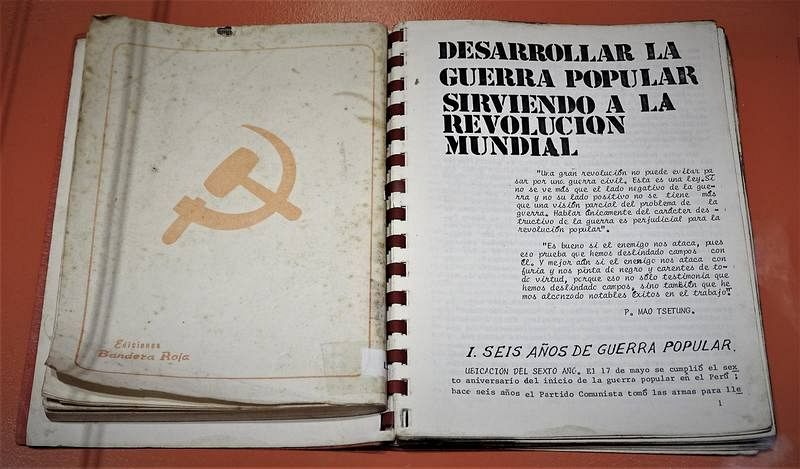 Ediciones
Bandera Roja
DESARROLLAR LA
GUERRA POPULAR
SIRVIENDO A LA
REVOLUCION
MUNDIAL
"Una gran revolución no puede evitar pa
sar por una guerra civil. Esta es una ley. Si
no se ve más que el lado negativo de la gue-
rra y no su lado positivo no se tiene más
que una visión parcial del problema de la
guerra. Hablar únicamente del carácter des -
tructivo de la guerra es perjudicial para la
revolución popular".
"Es bueno si el enemigo nos ataca, pues
eso prueba que hemos deslindado campos con
él. Y mejor aún si el enemigo nos ataca con
furia y nos pinta de negro y carentes de to-
da virtud, porque eso no sólo testimonia que
hemos deslindado campos, sino también que he
mos alcanzado notables éxitos en el trabajo"
P. MAO TSETUNG.
I. SEIS AÑOS DE GUERRA POPULAR.
UBICACION DEL SEXTO AÑO. El 17 de mayo se cumplió el sex
to aniversario del inicio de la guerra popular en el Perú ;
hace seis años el Partido Comunista tomó las armas para lle
1